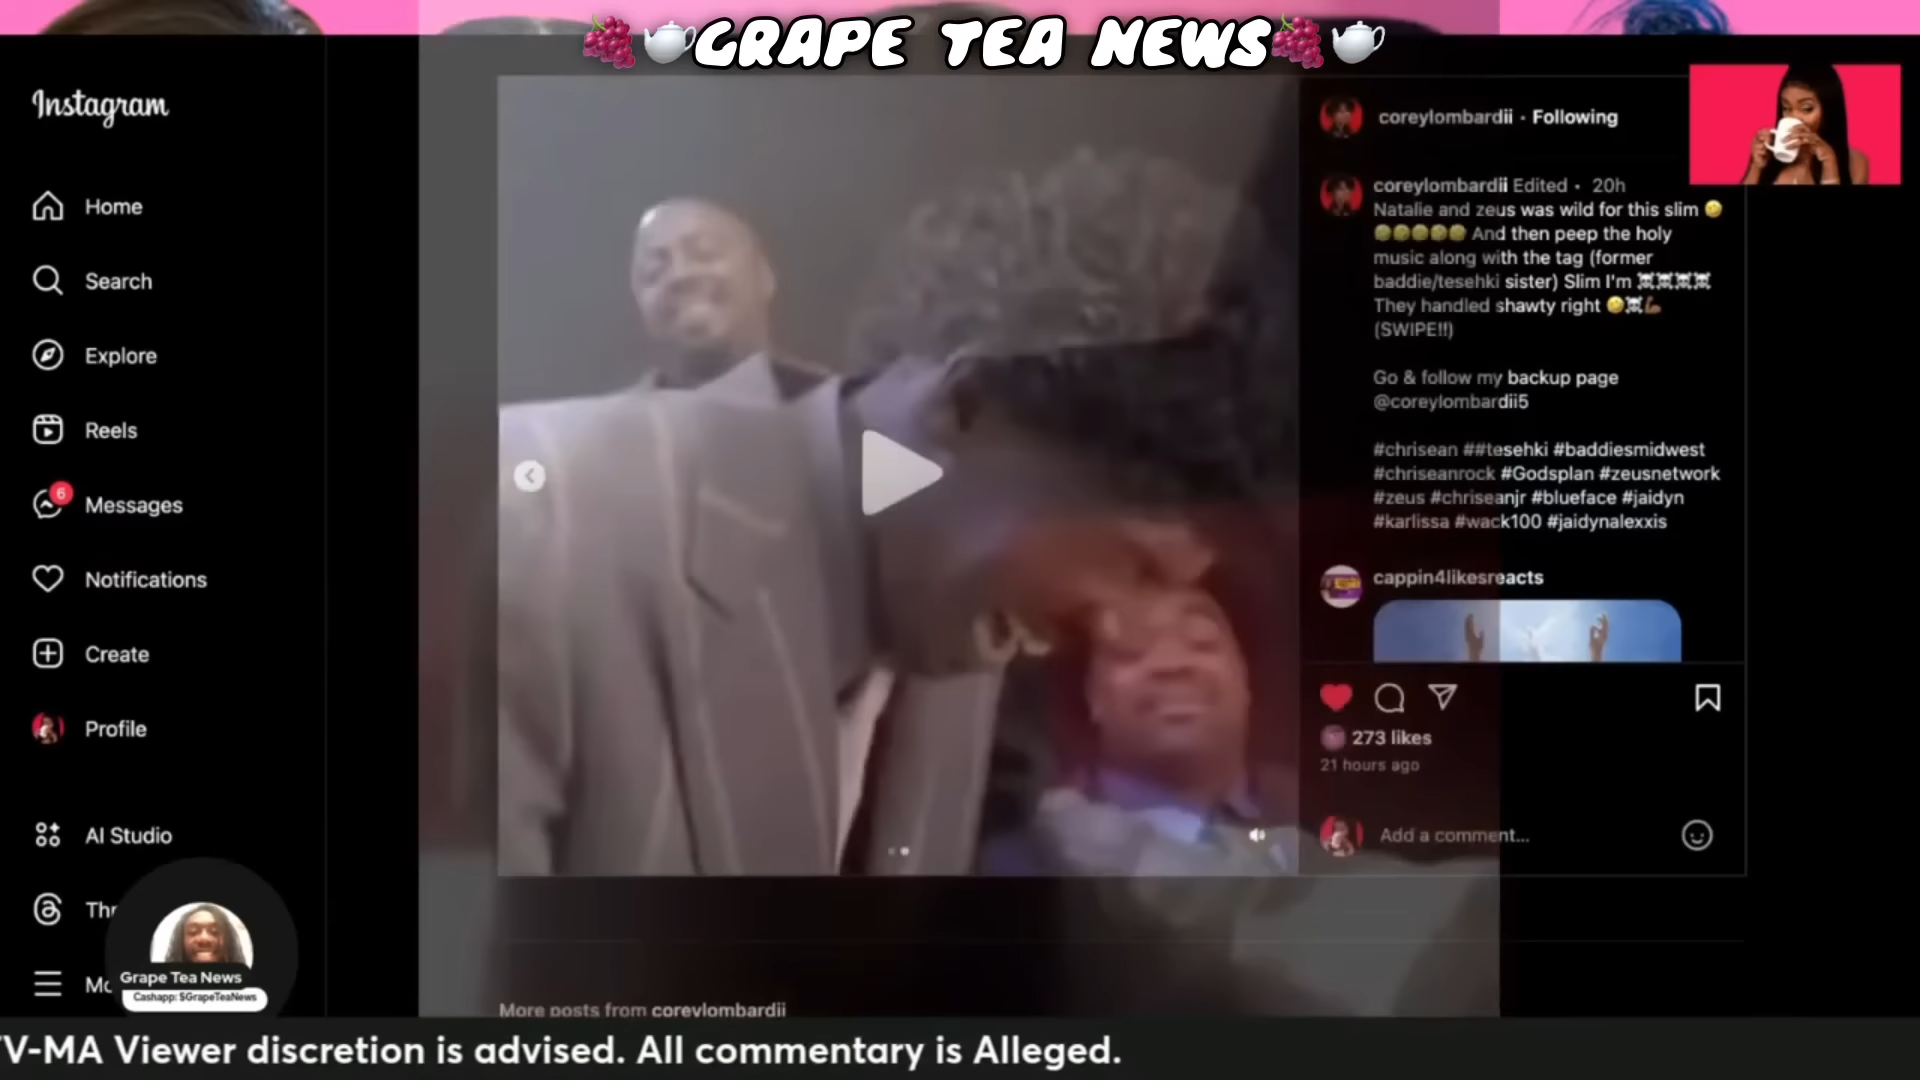 🍇🫖GRAPE TEA NEWS🍇🫖
Instagram
Home
Search
Explore
Reels
6
Messages
Notifications
Create
Profile
AI Studio
Grape Tea News
Cashapp: $GrapeTeaNews
coreylombardii • Following
coreylombardii Edited • 20h
Natalie and zeus was wild for this slim 🤣
🤣🤣🤣🤣🤣 And then peep the holy
music along with the tag (former
baddie/tesehki sister) Slim I'm ☠️☠️☠️☠️
They handled shawty right 🤣☠️💪🏾
(SWIPE!!)
Go & follow my backup page
@coreylombardii5
#chrisean ##tesehki #baddiesmidwest
#chriseanrock #Godsplan #zeusnetwork
#zeus #chriseanjr #blueface #jaidyn
#karlissa #wack100 #jaidynalexxis
cappin4likesreacts
273 likes
21 hours ago
Add a comment...
More posts from coreylombardii
TV-MA Viewer discretion is advised. All commentary is Alleged.